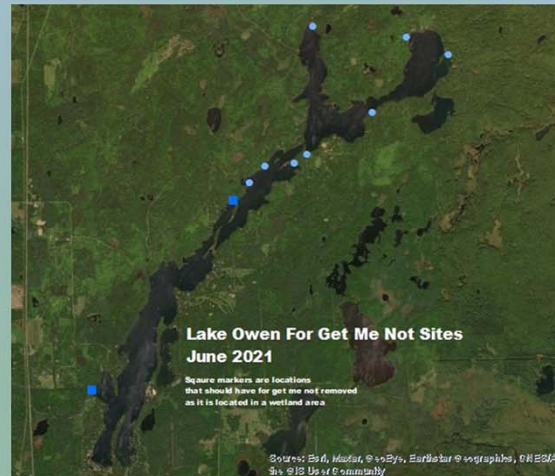 Lake Owen For Get Me Not Sites
June 2021
Sqaure markers are locations
that should have for get me not removed
as it is located in a wetland area
Source: Esri, Maxar, GeoEye, Earthstar Geographics, CNES/
the GIS User Community